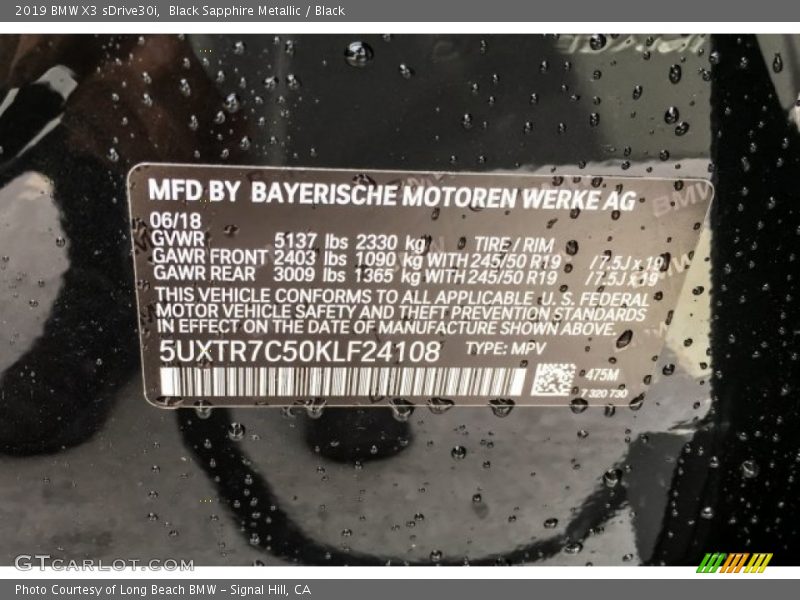 2019 BMW X3 sDrive30i,  Black Sapphire Metallic / Black
MFD BY BAYERISCHE MOTOREN WERKE AG
06/18
GVWR 5137 lbs 2330 kg TIRE / RIM
GAWR FRONT 2403 lbs 1090 kg WITH 245/50 R19 / 7.5J x 19
GAWR REAR 3009 lbs 1365 kg WITH 245/50 R19 / 7.5J x 19
THIS VEHICLE CONFORMS TO ALL APPLICABLE U. S. FEDERAL
MOTOR VEHICLE SAFETY AND THEFT PREVENTION STANDARDS
IN EFFECT ON THE DATE OF MANUFACTURE SHOWN ABOVE.
5UXTR7C50KLF24108 TYPE: MPV
475M
7 320 730
GTCARLOT.COM
Photo Courtesy of Long Beach BMW - Signal Hill, CA